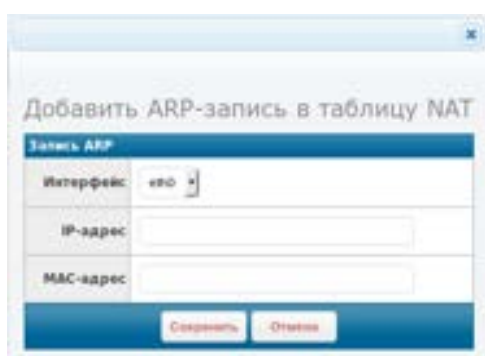 Добавить ARP-запись в таблицу NAT
Запись ARP
Интерфейс
IP-адрес
MAC-адрес
Сохранить Отмена